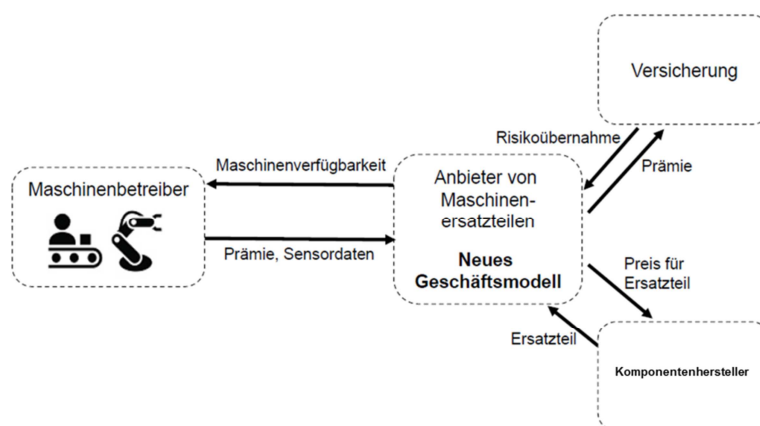 Versicherung
Risikoübernahme
Prämie
Maschinenverfügbarkeit
Maschinenbetreiber
Prämie, Sensordaten
Anbieter von
Maschinen-
ersatzteilen
Neues
Geschäftsmodell
Preis für
Ersatzteil
Ersatzteil
Komponentenhersteller